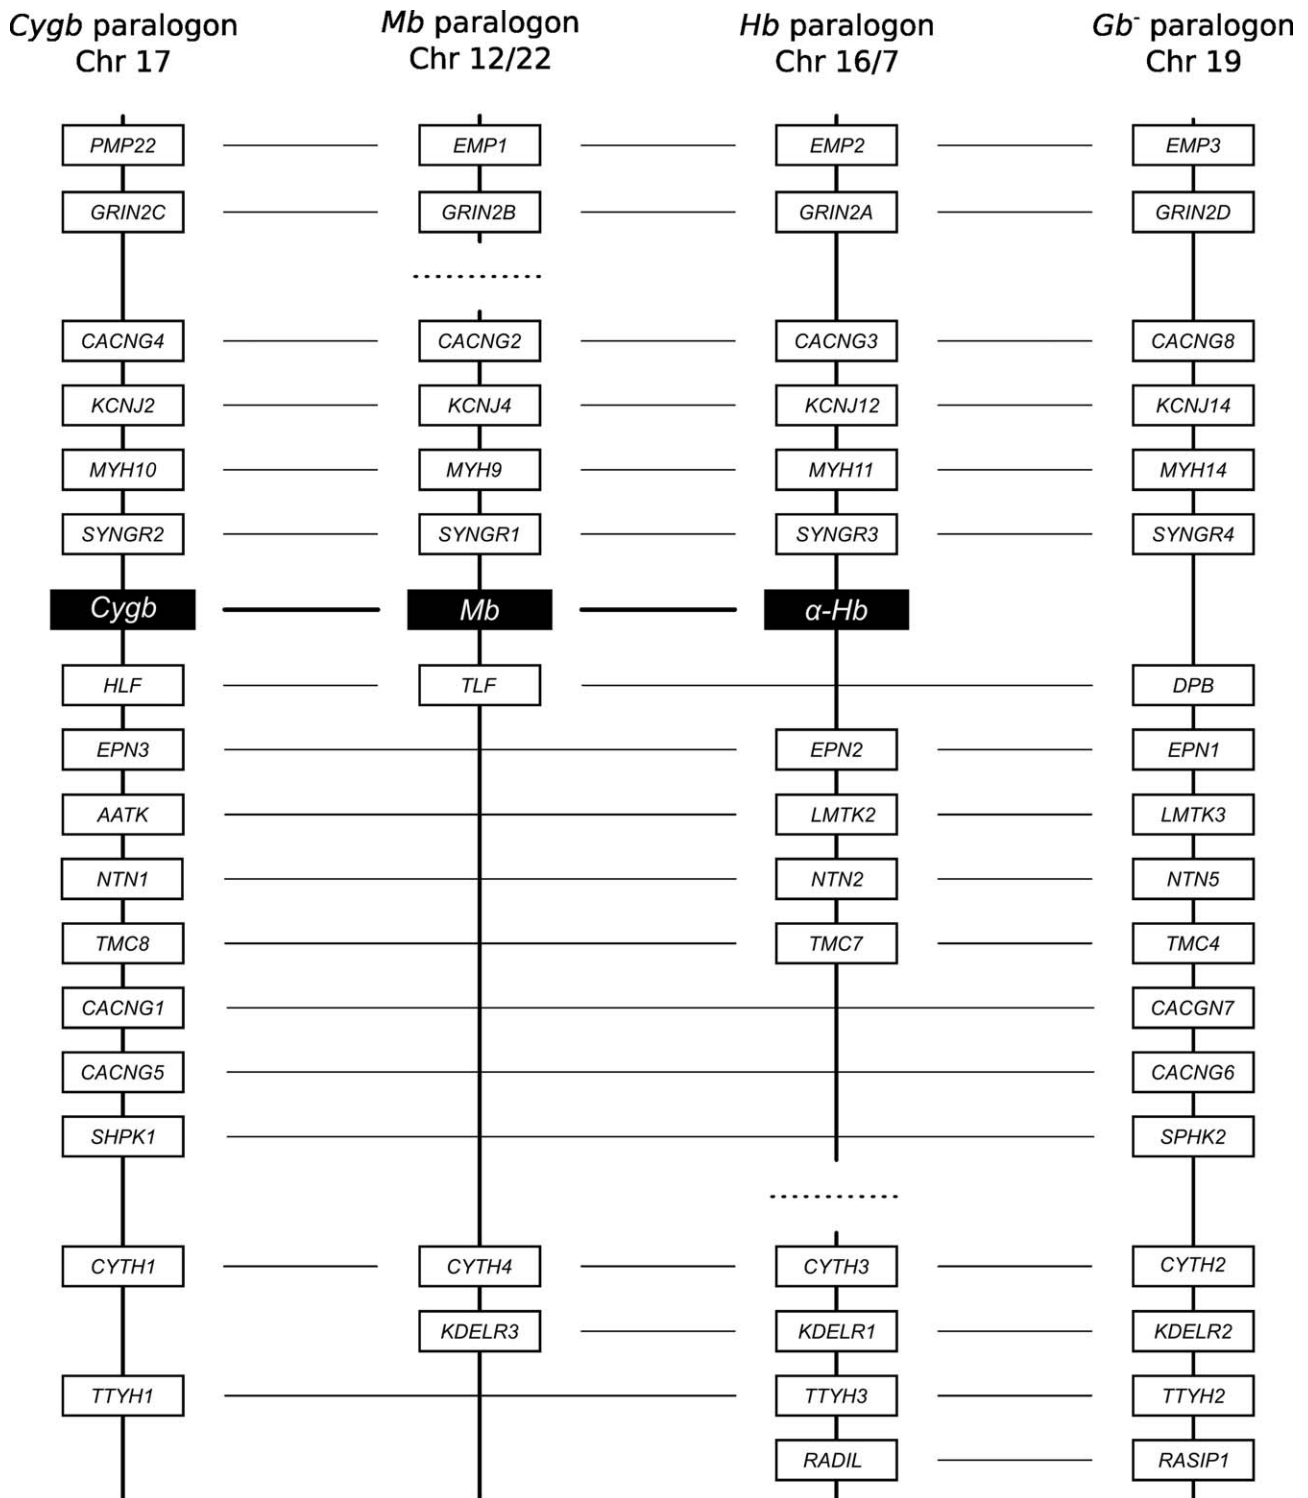 Cygb paralogon Mb paralogon Hb paralogon Gb- paralogon
Chr 17 Chr 12/22 Chr 16/7 Chr 19
PMP22 EMP1 EMP2 EMP3
GRIN2C GRIN2B GRIN2A GRIN2D
CACNG4 CACNG2 CACNG3 CACNG8
KCNJ2 KCNJ4 KCNJ12 KCNJ14
MYH10 MYH9 MYH11 MYH14
SYNGR2 SYNGR1 SYNGR3 SYNGR4
Cygb Mb α-Hb
HLF TLF DPB
EPN3 EPN2 EPN1
AATK LMTK2 LMTK3
NTN1 NTN2 NTN5
TMC8 TMC7 TMC4
CACNG1 CACGN7
CACNG5 CACNG6
SHPK1 SPHK2
CYTH1 CYTH4 CYTH3 CYTH2
KDELR3 KDELR1 KDELR2
TTYH1 TTYH3 TTYH2
RADIL RASIP1